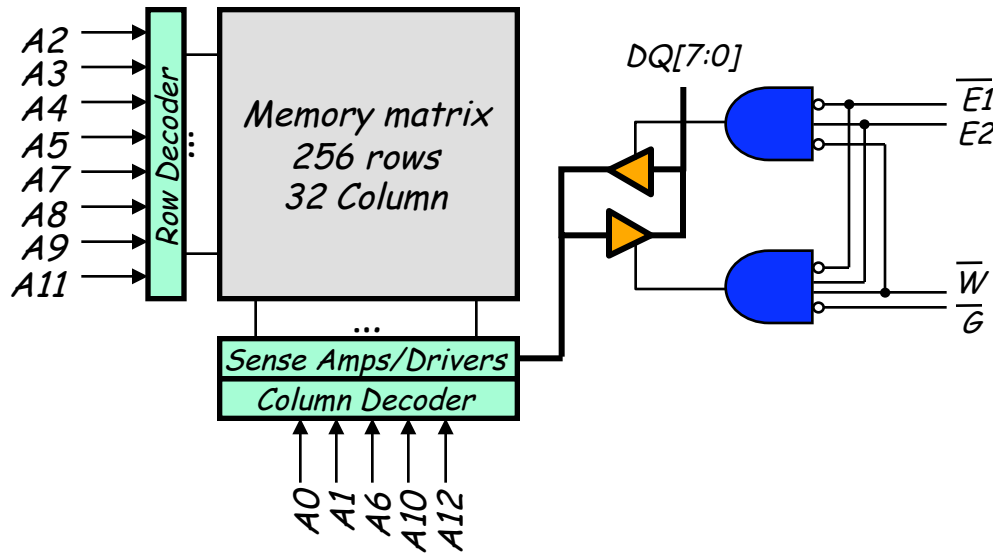 A2
A3
A4
A5
A7
A8
A9
A11
Row Decoder
...
Memory matrix
256 rows
32 Column
...
Sense Amps/Drivers
Column Decoder
A0
A1
A6
A10
A12
DQ[7:0]
E1
E2
W
G